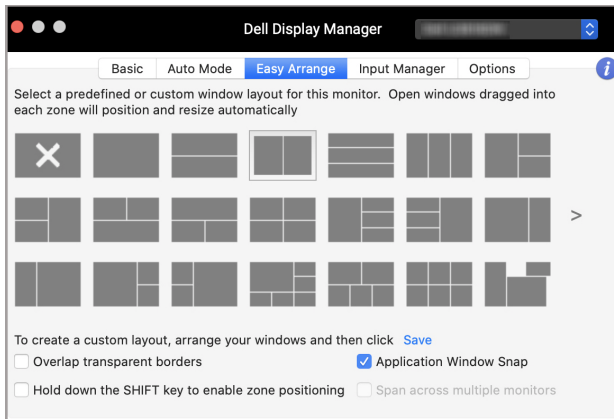 Dell Display Manager
Basic Auto Mode Easy Arrange Input Manager Options
Select a predefined or custom window layout for this monitor. Open windows dragged into
each zone will position and resize automatically
>
To create a custom layout, arrange your windows and then click Save
Overlap transparent borders
Application Window Snap
Hold down the SHIFT key to enable zone positioning
Span across multiple monitors